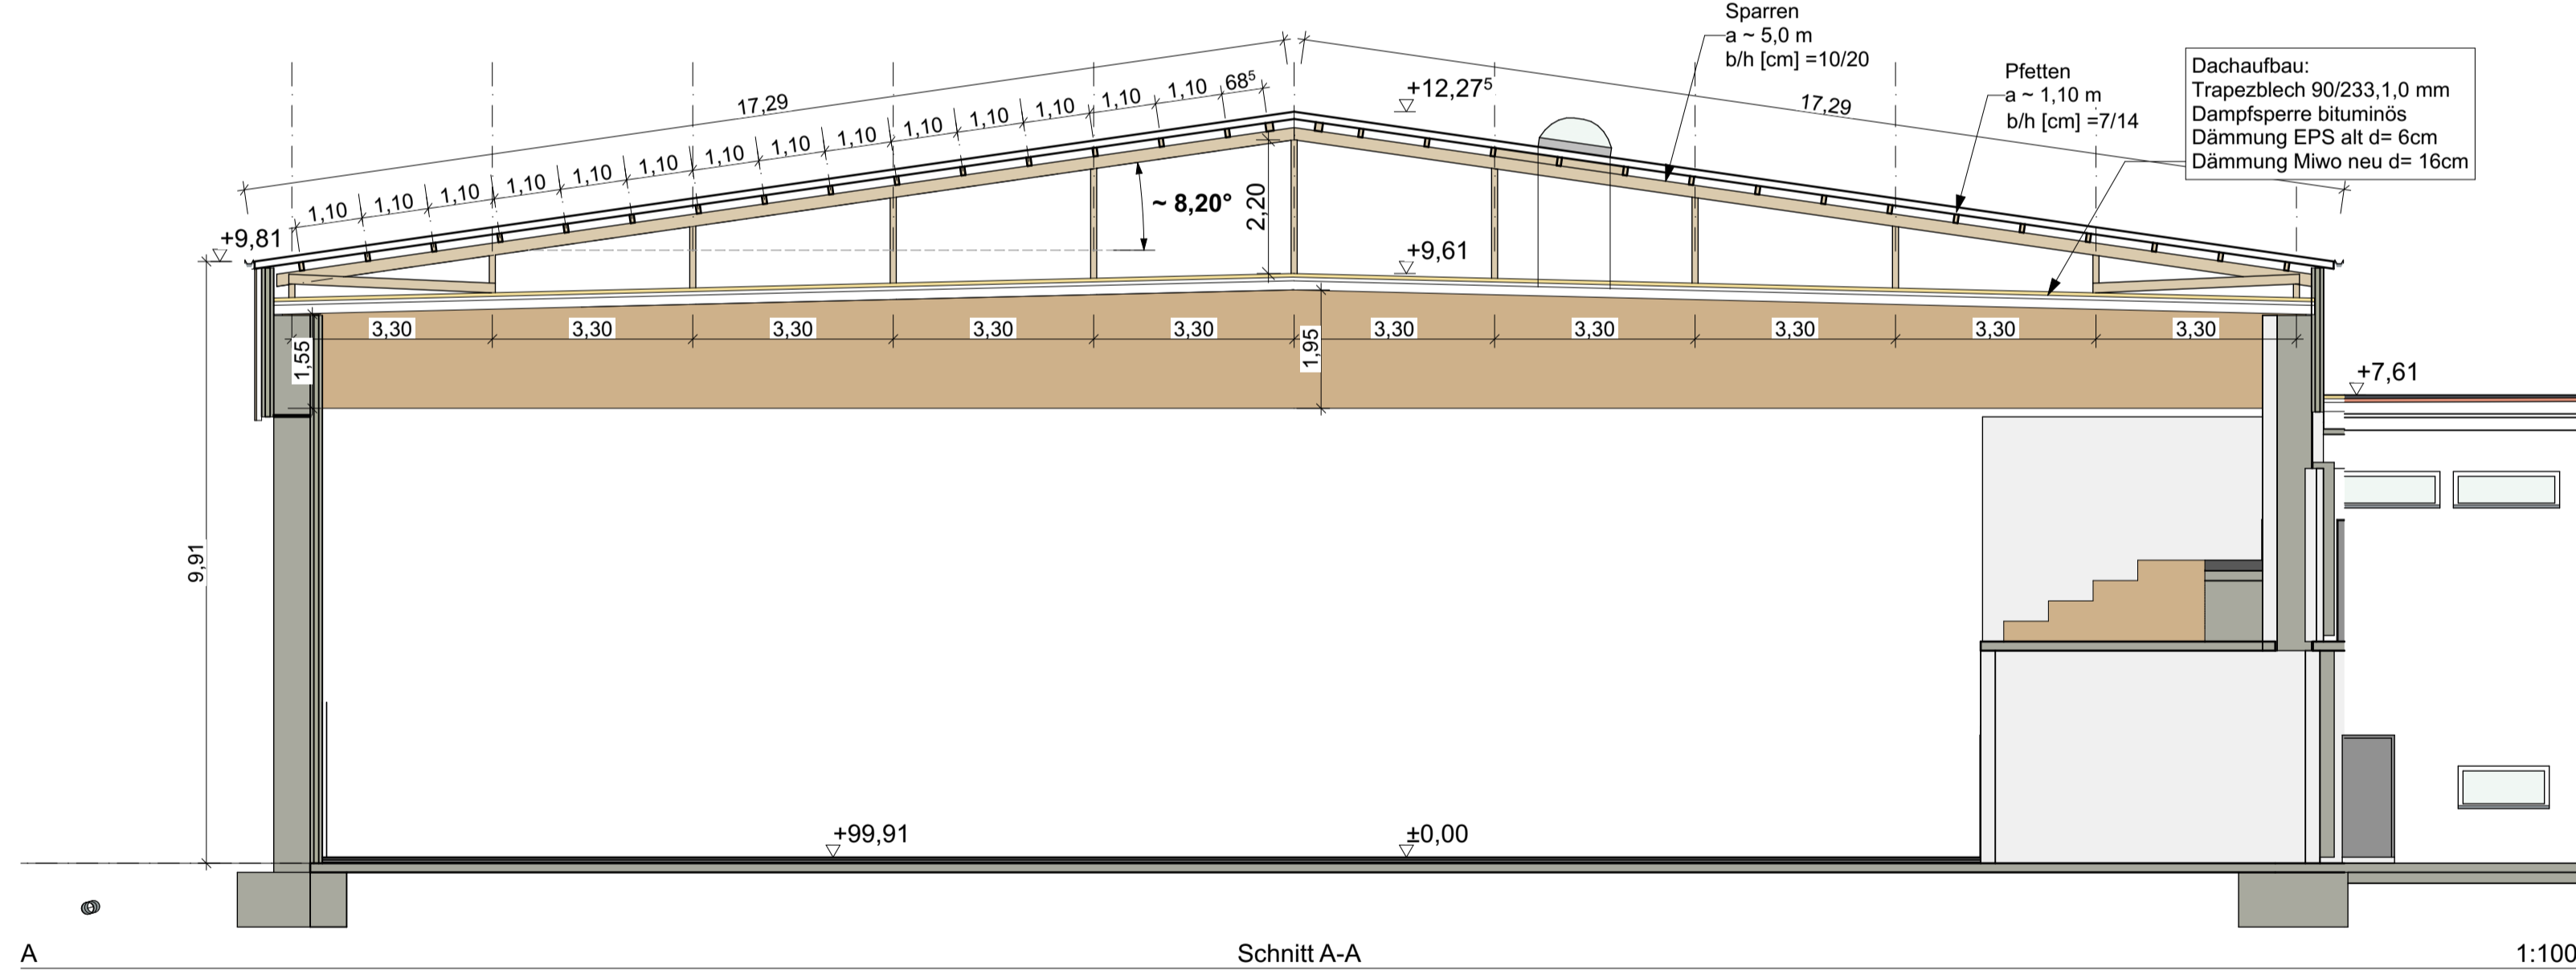 Sparren
a ~ 5,0 m
b/h [cm] =10/20
Pfetten
a ~ 1,10 m
b/h [cm] =7/14
Dachaufbau:
Trapezblech 90/233,1,0 mm
Dampfsperre bituminös
Dämmung EPS alt d= 6cm
Dämmung Miwo neu d= 16cm
17,29
17,29
1,10 1,10 1,10 1,10 1,10 1,10 1,10 1,10 1,10 1,10 1,10 1,10 1,10 1,10 68⁵
+12,27⁵
~ 8,20°
2,20
+9,81
+9,61
3,30 3,30 3,30 3,30 3,30 3,30 3,30 3,30 3,30 3,30
1,55
1,95
+7,61
9,91
+99,91
±0,00
A
Schnitt A-A
1:100